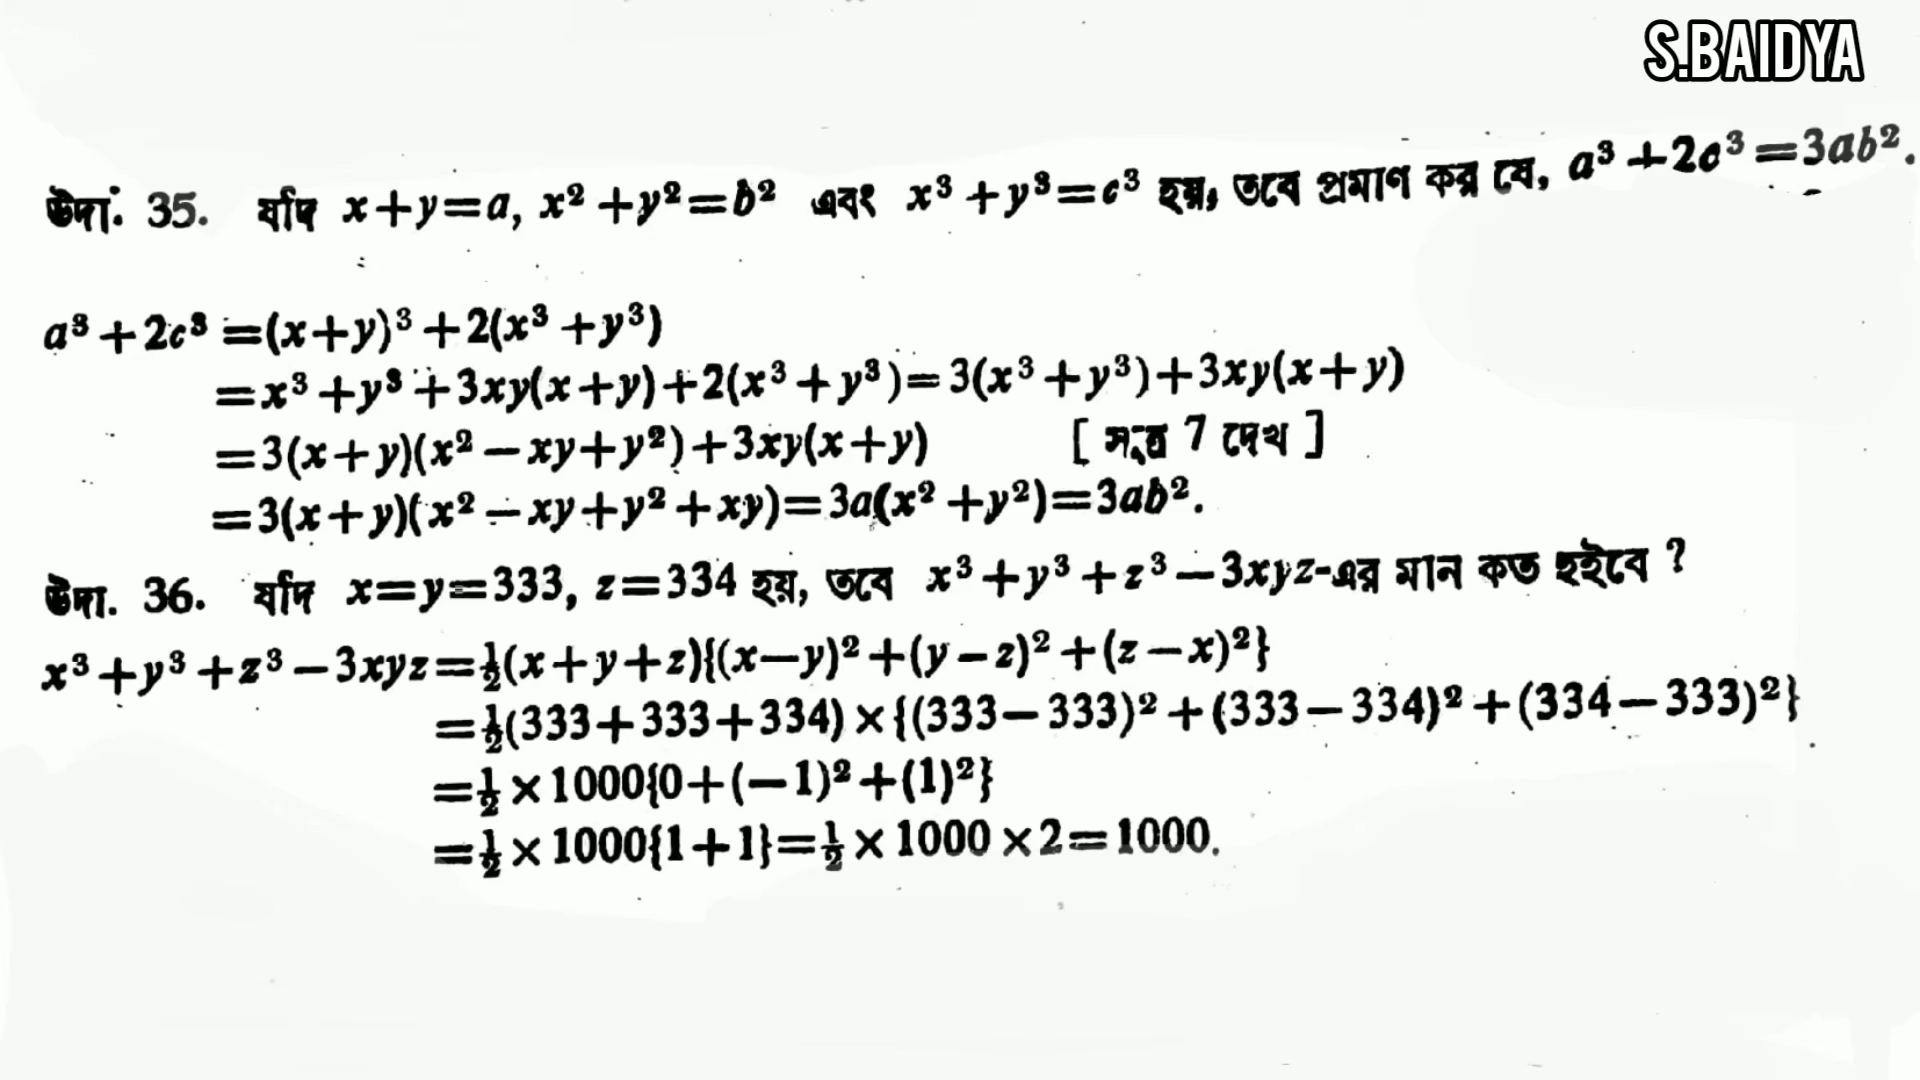 S.BAIDYA
উদা. 35. যদি x+y=a, x²+y²=b² এবং x³+y³=c³ হয়, তবে প্রমাণ কর যে, a³+2c³=3ab².
a³+2c³=(x+y)³+2(x³+y³)
=x³+y³+3xy(x+y)+2(x³+y³)=3(x³+y³)+3xy(x+y)
=3(x+y)(x²−xy+y²)+3xy(x+y) [ সূত্র 7 দেখ ]
=3(x+y)(x²−xy+y²+xy)=3a(x²+y²)=3ab².
উদা. 36. যদি x=y=333, z=334 হয়, তবে x³+y³+z³−3xyz-এর মান কত হইবে ?
x³+y³+z³−3xyz=½(x+y+z){(x−y)²+(y−z)²+(z−x)²}
=½(333+333+334)×{(333−333)²+(333−334)²+(334−333)²}
=½×1000{0+(−1)²+(1)²}
=½×1000{1+1}=½×1000×2=1000.